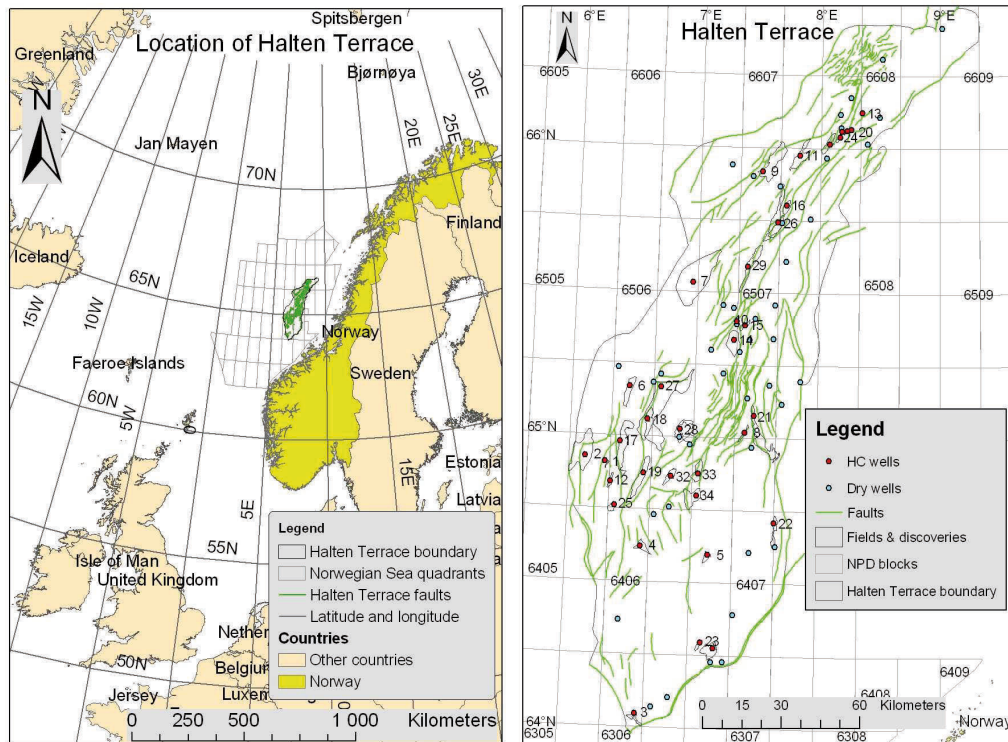 Spitsbergen
Greenland
Location of Halten Terrace
Bjørnøya
30E
N
20E
25E
Jan Mayen
70N
Finland
Iceland
65N
15W
10W
Norway
Faeroe Islands
Sweden
60N
5W
0
Estonia
15E
Latvia
5E
55N
Isle of Man
United Kingdom
50N
Belgium
Jersey
Legend
Halten Terrace boundary
Norwegian Sea quadrants
Halten Terrace faults
Latitude and longitude
Countries
Other countries
Norway
0 250 500 1 000 Kilometers
6°E 7°E 8°E 9°E
Halten Terrace
N
6605 6606 6607 6608 6609
13
66°N
20
24
11
9
16
26
29
7
6505 6506 6507 6508 6509
10
15
14
6
27
18
21
28
8
65°N
17
2
1
19
32
33
12
34
25
22
4
5
6405 6406 6407
23
3
64°N
6305 6306 6307 6308
6408
6409
Norway
Legend
HC wells
Dry wells
Faults
Fields & discoveries
NPD blocks
Halten Terrace boundary
0 15 30 60
Kilometers